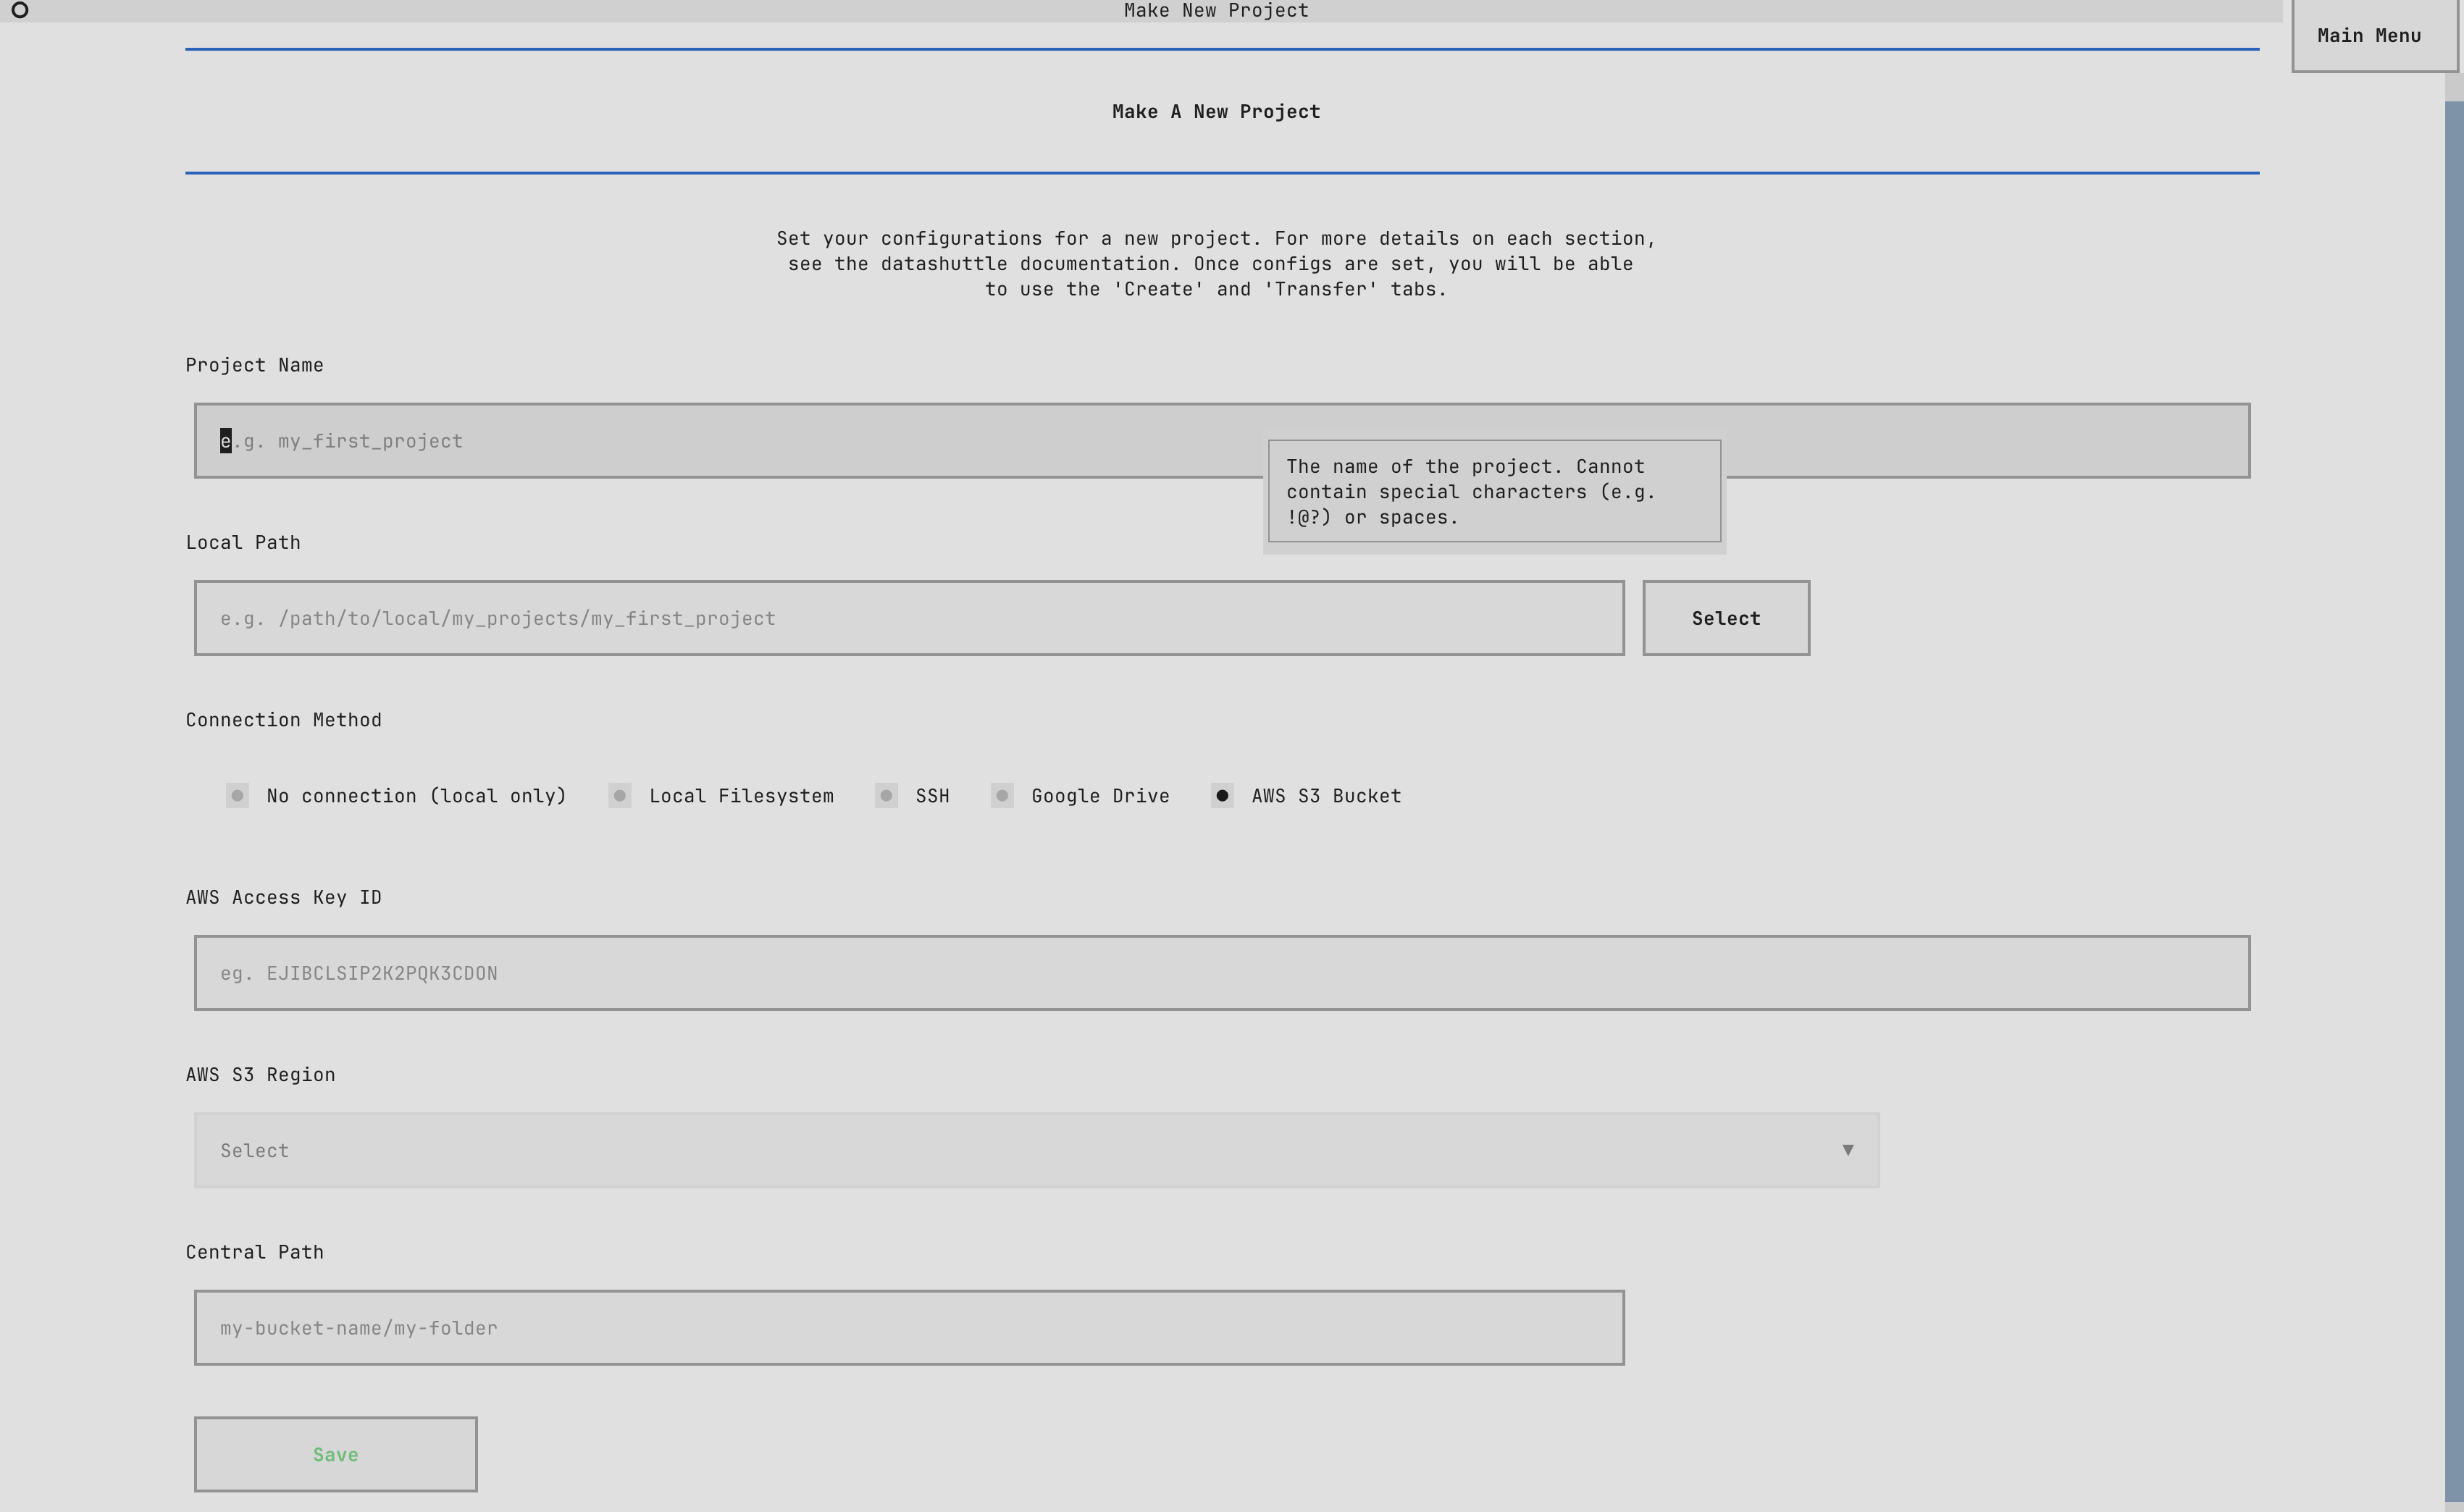 Make New Project
Main Menu
Make A New Project
Set your configurations for a new project. For more details on each section,
see the datashuttle documentation. Once configs are set, you will be able
to use the 'Create' and 'Transfer' tabs.
Project Name
e.g. my_first_project
The name of the project. Cannot
contain special characters (e.g.
!@?) or spaces.
Local Path
e.g. /path/to/local/my_projects/my_first_project
Select
Connection Method
No connection (local only) Local Filesystem SSH Google Drive AWS S3 Bucket
AWS Access Key ID
eg. EJIBCLSIP2K2PQK3CDON
AWS S3 Region
Select ▼
Central Path
my-bucket-name/my-folder
Save